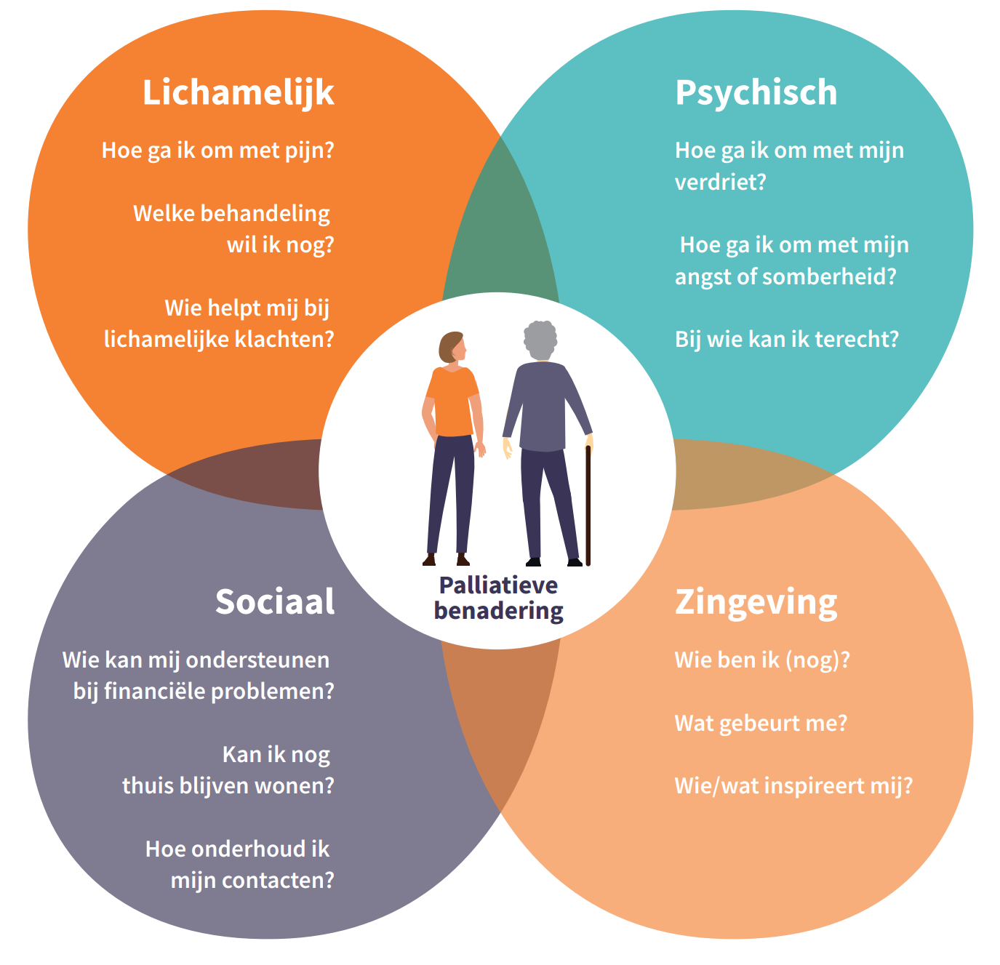 Lichamelijk
Hoe ga ik om met pijn?
Welke behandeling
wil ik nog?
Wie helpt mij bij
lichamelijke klachten?
Psychisch
Hoe ga ik om met mijn
verdriet?
Hoe ga ik om met mijn
angst of somberheid?
Bij wie kan ik terecht?
Palliatieve
benadering
Sociaal
Wie kan mij ondersteunen
bij financiële problemen?
Kan ik nog
thuis blijven wonen?
Hoe onderhoud ik
mijn contacten?
Zingeving
Wie ben ik (nog)?
Wat gebeurt me?
Wie/wat inspireert mij?